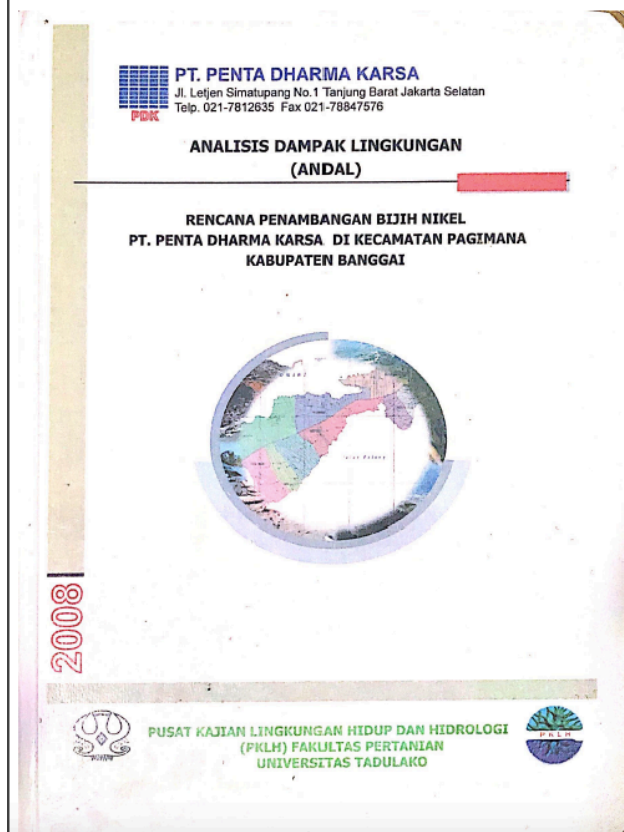 PT. PENTA DHARMA KARSA
Jl. Letjen Simatupang No.1 Tanjung Barat Jakarta Selatan
Telp. 021-7812635 Fax 021-78847576
PDK
ANALISIS DAMPAK LINGKUNGAN
(ANDAL)
RENCANA PENAMBANGAN BIJIH NIKEL
PT. PENTA DHARMA KARSA DI KECAMATAN PAGIMANA
KABUPATEN BANGGAI
2008
PUSAT KAJIAN LINGKUNGAN HIDUP DAN HIDROLOGI
(PKLH) FAKULTAS PERTANIAN
UNIVERSITAS TADULAKO
PKLH